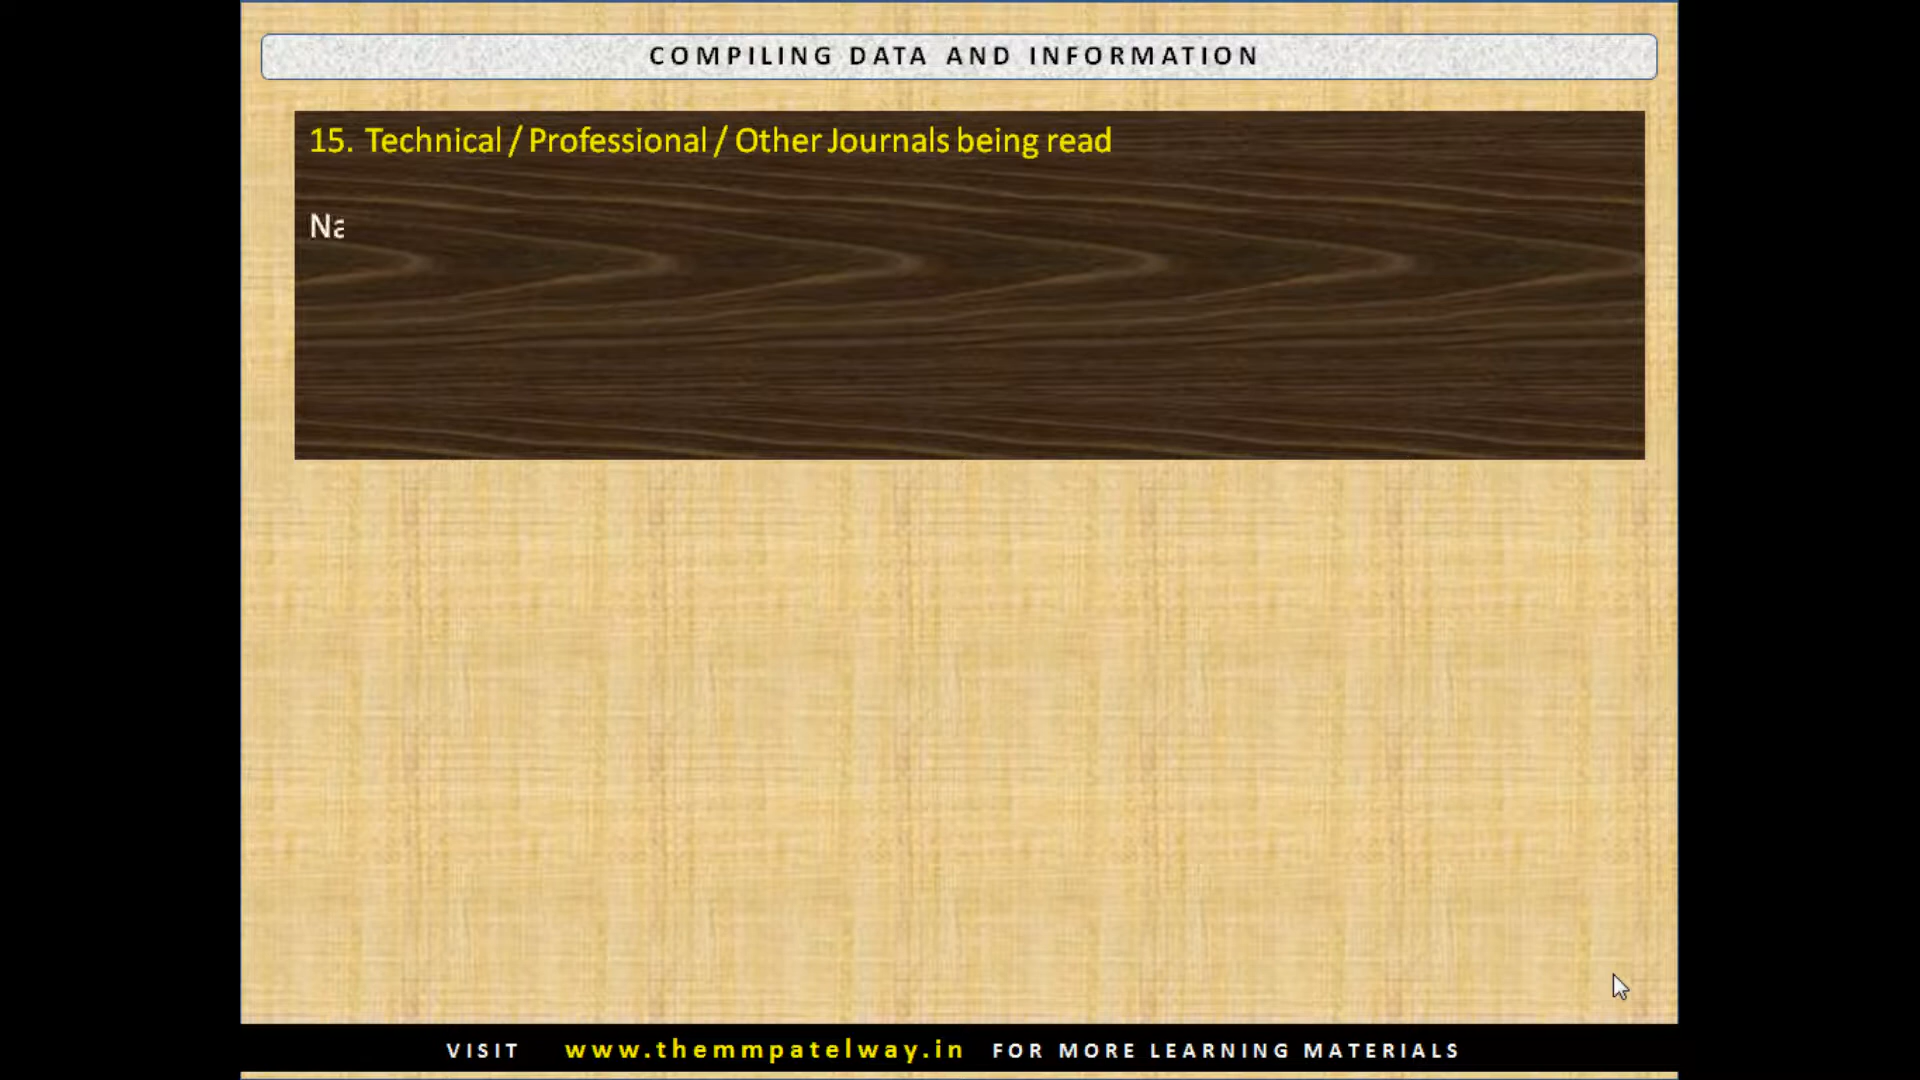 COMPILING DATA AND INFORMATION
15. Technical / Professional / Other Journals being read
VISIT www.themmpatelway.in FOR MORE LEARNING MATERIALS